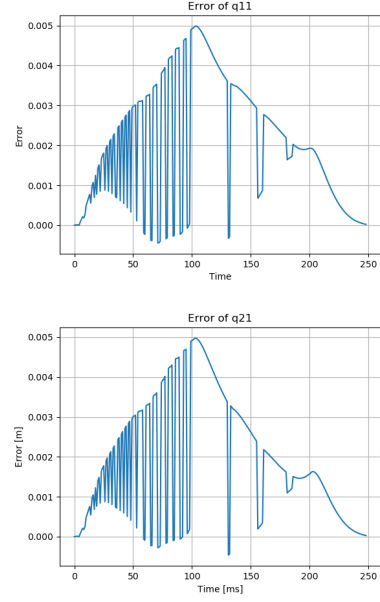 Error of q11
0.005
0.004
0.003
0.002
0.001
0.000
Error
0 50 100 150 200 250
Time
Error of q21
0.005
0.004
0.003
0.002
0.001
0.000
Error [m]
0 50 100 150 200 250
Time [ms]